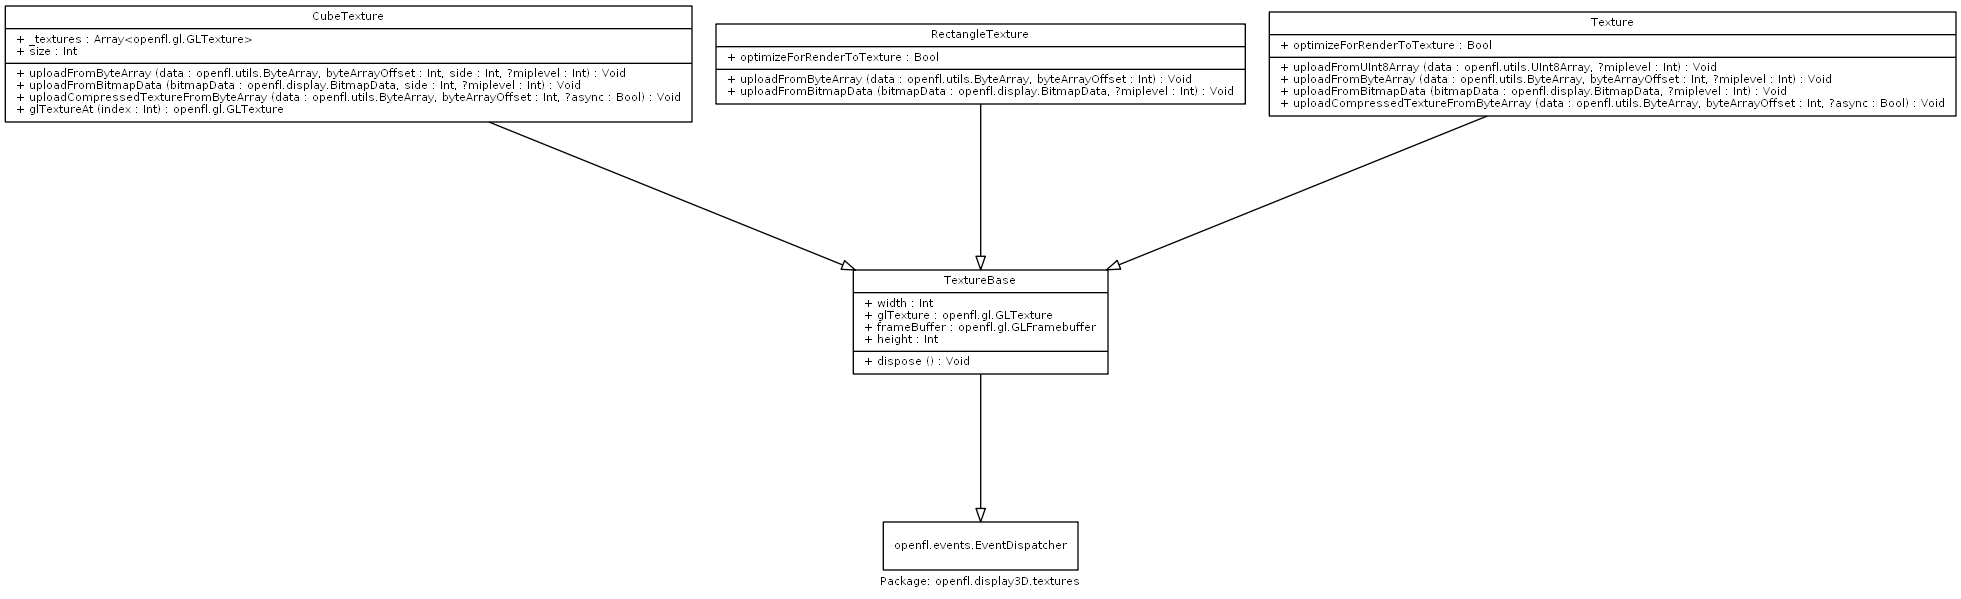 CubeTexture
+ _textures : Array<openfl.gl.GLTexture>
+ size : Int
+ uploadFromByteArray (data : openfl.utils.ByteArray, byteArrayOffset : Int, side : Int, ?miplevel : Int) : Void
+ uploadFromBitmapData (bitmapData : openfl.display.BitmapData, side : Int, ?miplevel : Int) : Void
+ uploadCompressedTextureFromByteArray (data : openfl.utils.ByteArray, byteArrayOffset : Int, ?async : Bool) : Void
+ glTextureAt (index : Int) : openfl.gl.GLTexture
RectangleTexture
+ optimizeForRenderToTexture : Bool
+ uploadFromByteArray (data : openfl.utils.ByteArray, byteArrayOffset : Int) : Void
+ uploadFromBitmapData (bitmapData : openfl.display.BitmapData, ?miplevel : Int) : Void
Texture
+ optimizeForRenderToTexture : Bool
+ uploadFromUInt8Array (data : openfl.utils.UInt8Array, ?miplevel : Int) : Void
+ uploadFromByteArray (data : openfl.utils.ByteArray, byteArrayOffset : Int, ?miplevel : Int) : Void
+ uploadFromBitmapData (bitmapData : openfl.display.BitmapData, ?miplevel : Int) : Void
+ uploadCompressedTextureFromByteArray (data : openfl.utils.ByteArray, byteArrayOffset : Int, ?async : Bool) : Void
TextureBase
+ width : Int
+ glTexture : openfl.gl.GLTexture
+ frameBuffer : openfl.gl.GLFramebuffer
+ height : Int
+ dispose () : Void
openfl.events.EventDispatcher
Package: openfl.display3D.textures